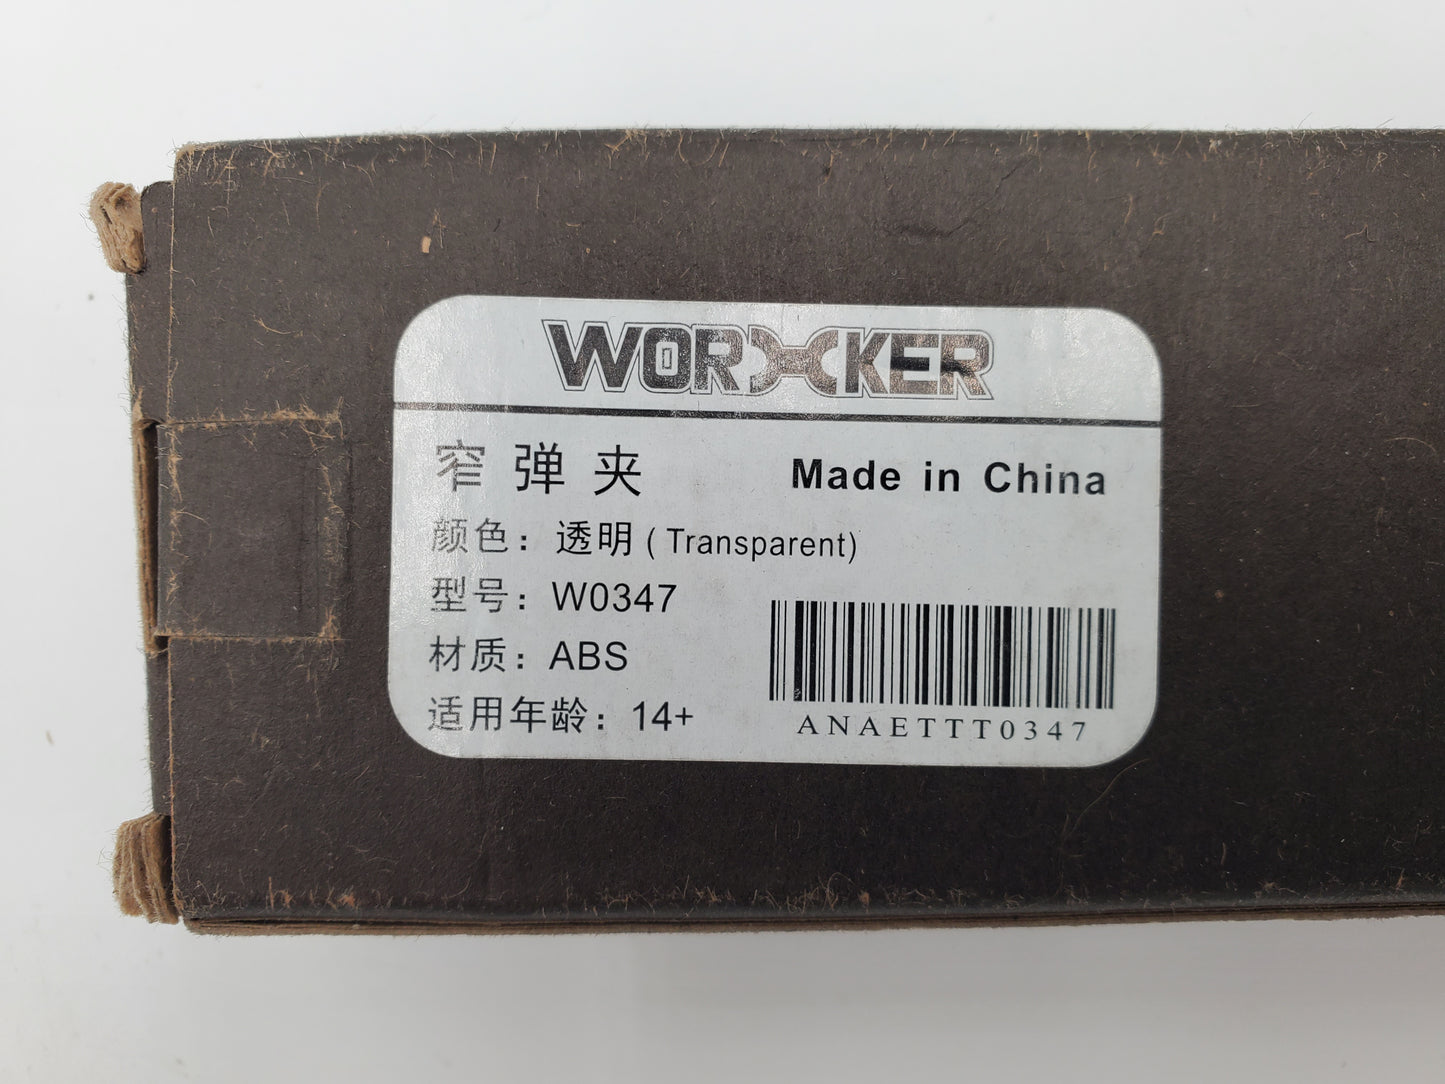 WORKER
窄弹夹
Made in China
颜色：透明 ( Transparent)
型号：W0347
材质：ABS
适用年龄：14+
ANAETTT0347